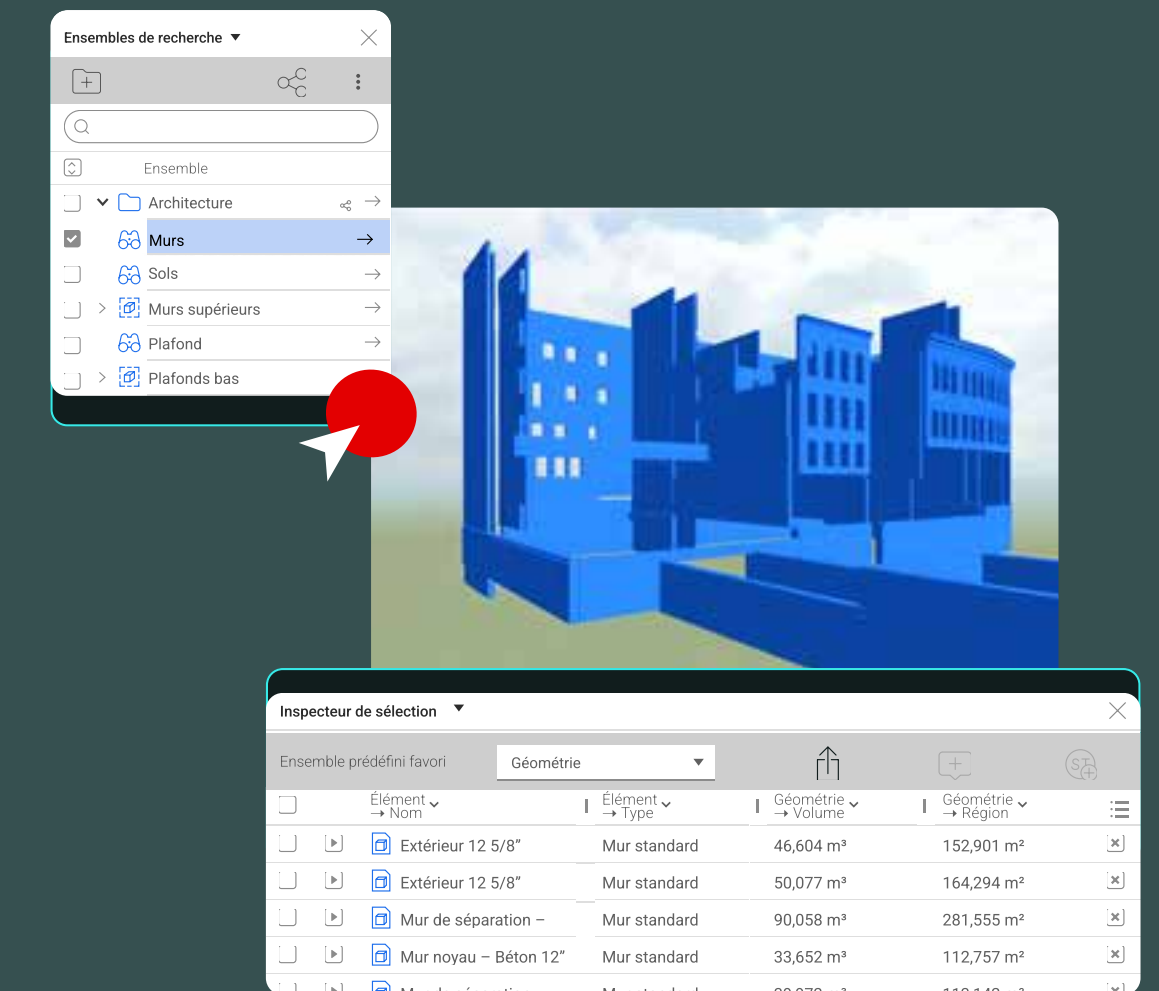 Ensembles de recherche
Ensemble
Architecture
Murs
Sols
Murs supérieurs
Plafond
Plafonds bas
Inspecteur de sélection
Ensemble prédéfini favori
Géométrie
ST
Élément Élément Géométrie Géométrie
→ Nom → Type → Volume → Région
Extérieur 12 5/8” Mur standard 46,604 m³ 152,901 m²
Extérieur 12 5/8” Mur standard 50,077 m³ 164,294 m²
Mur de séparation – Mur standard 90,058 m³ 281,555 m²
Mur noyau – Béton 12” Mur standard 33,652 m³ 112,757 m²